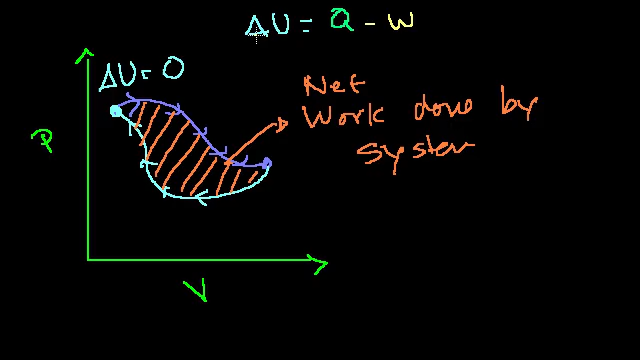 ΔU = Q - W
ΔU = 0
Net
Work done by
system
P
V